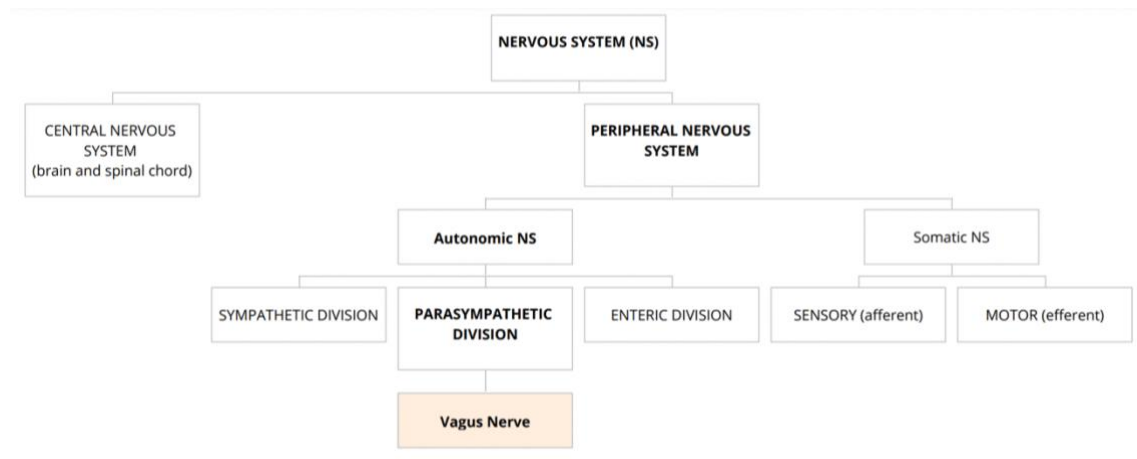 NERVOUS SYSTEM (NS)
CENTRAL NERVOUS
SYSTEM
(brain and spinal chord)
PERIPHERAL NERVOUS
SYSTEM
Autonomic NS
Somatic NS
SYMPATHETIC DIVISION
PARASYMPATHETIC
DIVISION
ENTERIC DIVISION
SENSORY (afferent)
MOTOR (efferent)
Vagus Nerve